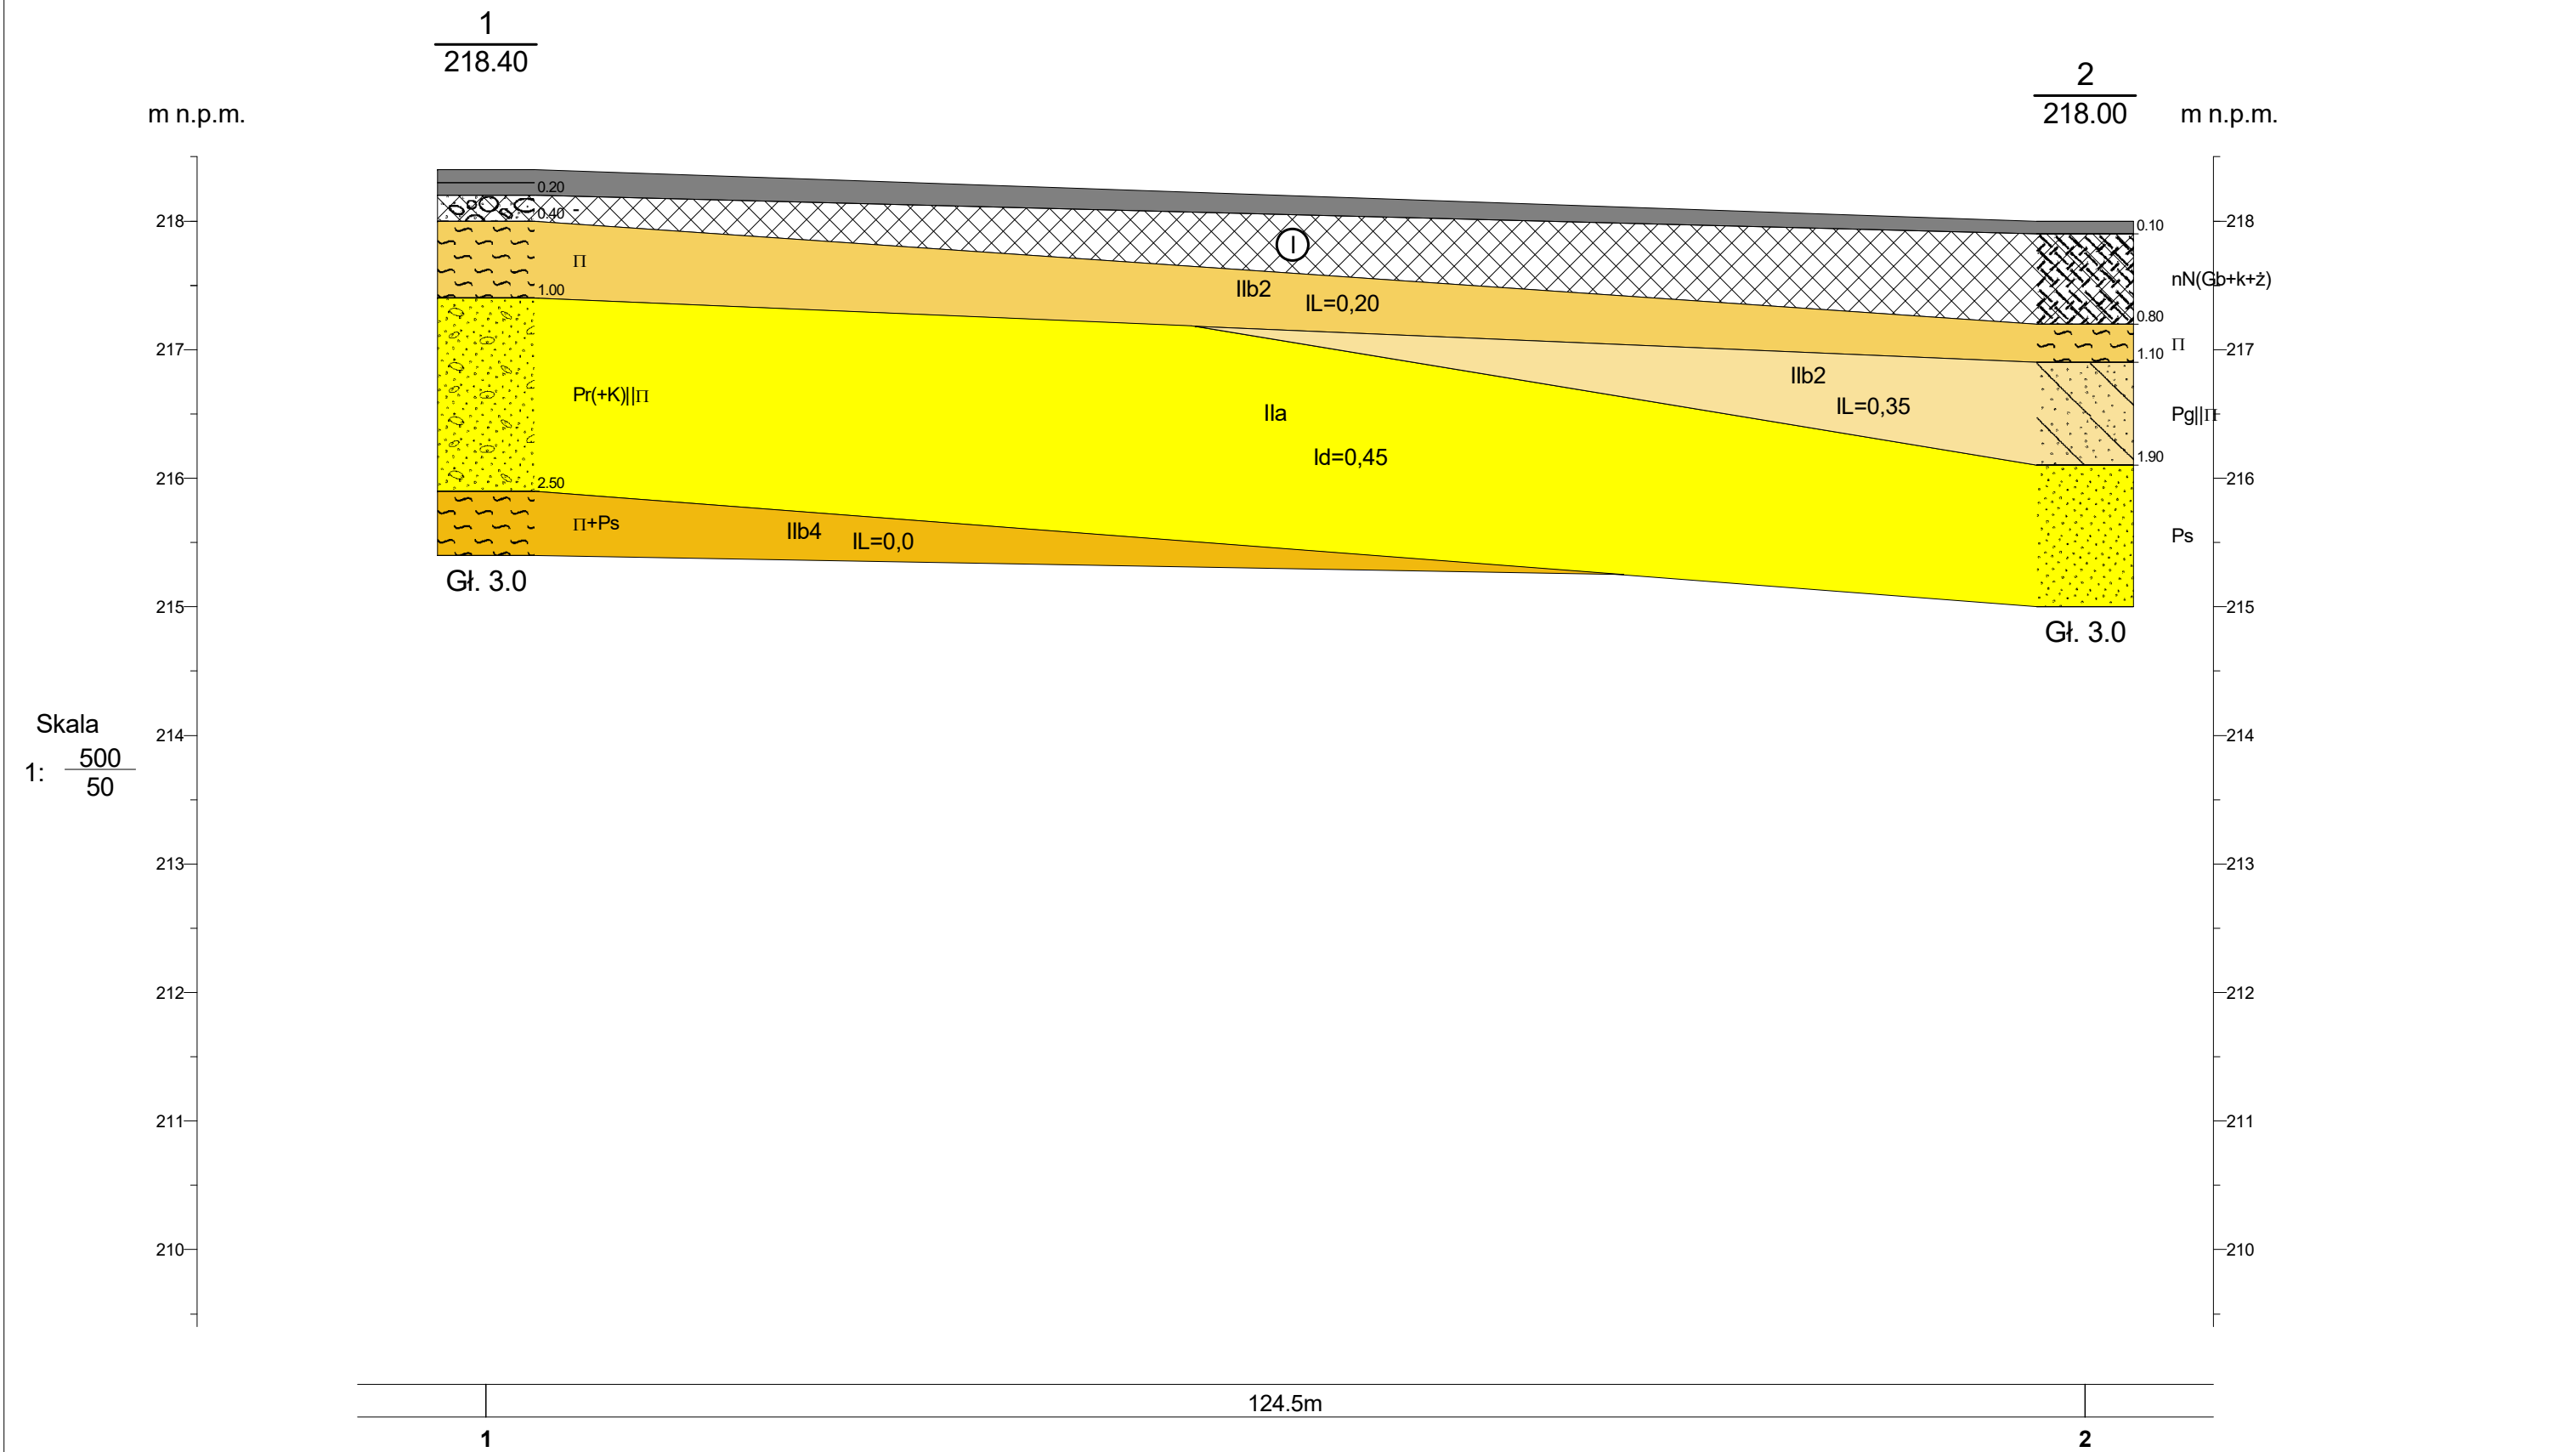 1
218.40
2
218.00
m n.p.m.
m n.p.m.
0.20
0.40
-
218
0.10
218
I
Π
nN(Gb+k+ż)
1.00
IIb2
IL=0,20
0.80
Π
217
1.10
217
IIb2
Pr(+K)||Π
IIa
IL=0,35
Pg||Π
Id=0,45
1.90
216
2.50
216
Π+Ps
IIb4
IL=0,0
Ps
Gł. 3.0
215
215
Gł. 3.0
Skala
1:
500
50
214
214
213
213
212
212
211
211
210
210
124.5m
1
2